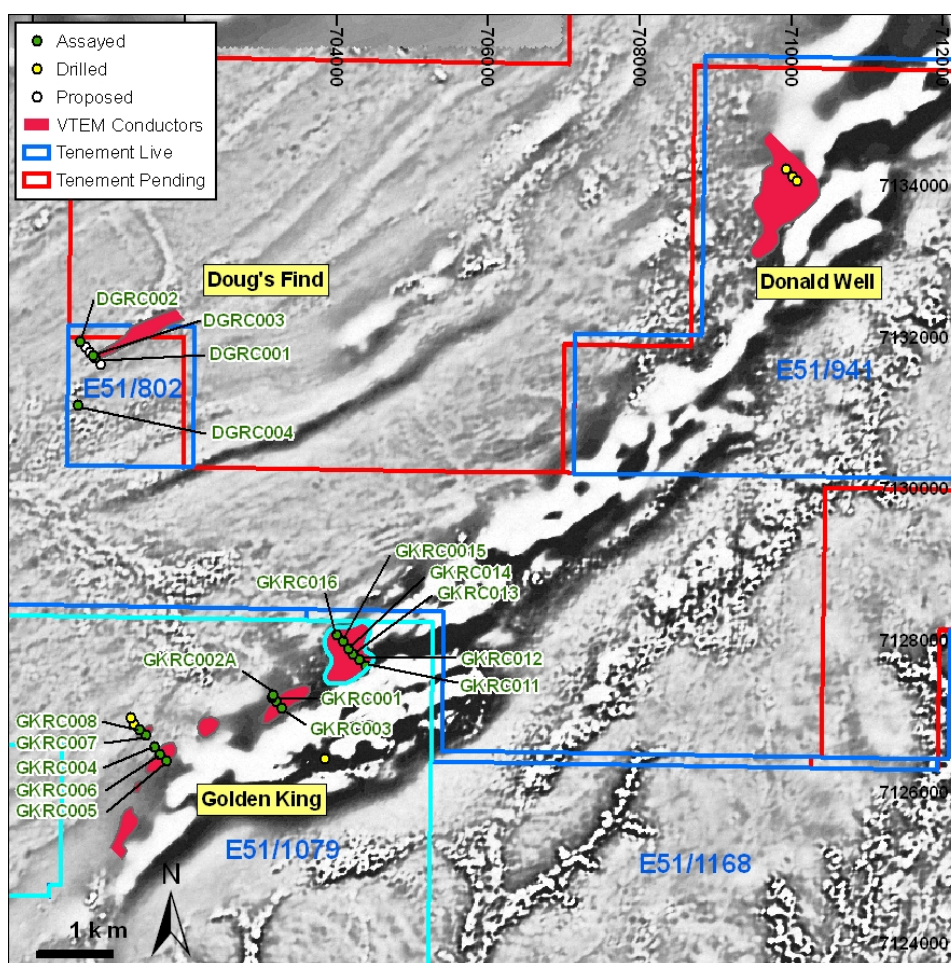 Assayed
Drilled
Proposed
VTEM Conductors
Tenement Live
Tenement Pending
704000
706000
708000
710000
712000
7134000
Doug's Find
Donald Well
DGRC002
DGRC003
DGRC001
7132000
E51/802
E51/941
DGRC004
7130000
GKRC0015
GKRC014
GKRC016
GKRC013
7128000
GKRC002A
GKRC012
GKRC001
GKRC011
GKRC008
GKRC003
GKRC007
GKRC004
GKRC006
Golden King
7126000
GKRC005
E51/1079
E51/1168
N
1 km
7124000